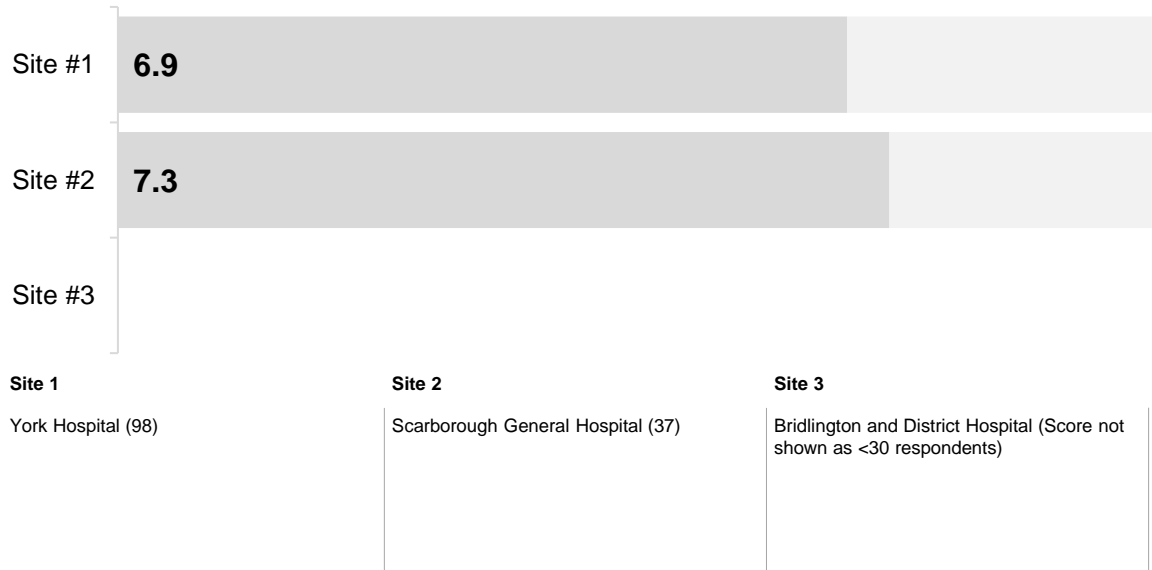 Site #1
6.9
Site #2
7.3
Site #3
Site 1
York Hospital (98)
Site 2
Scarborough General Hospital (37)
Site 3
Bridlington and District Hospital (Score not
shown as <30 respondents)